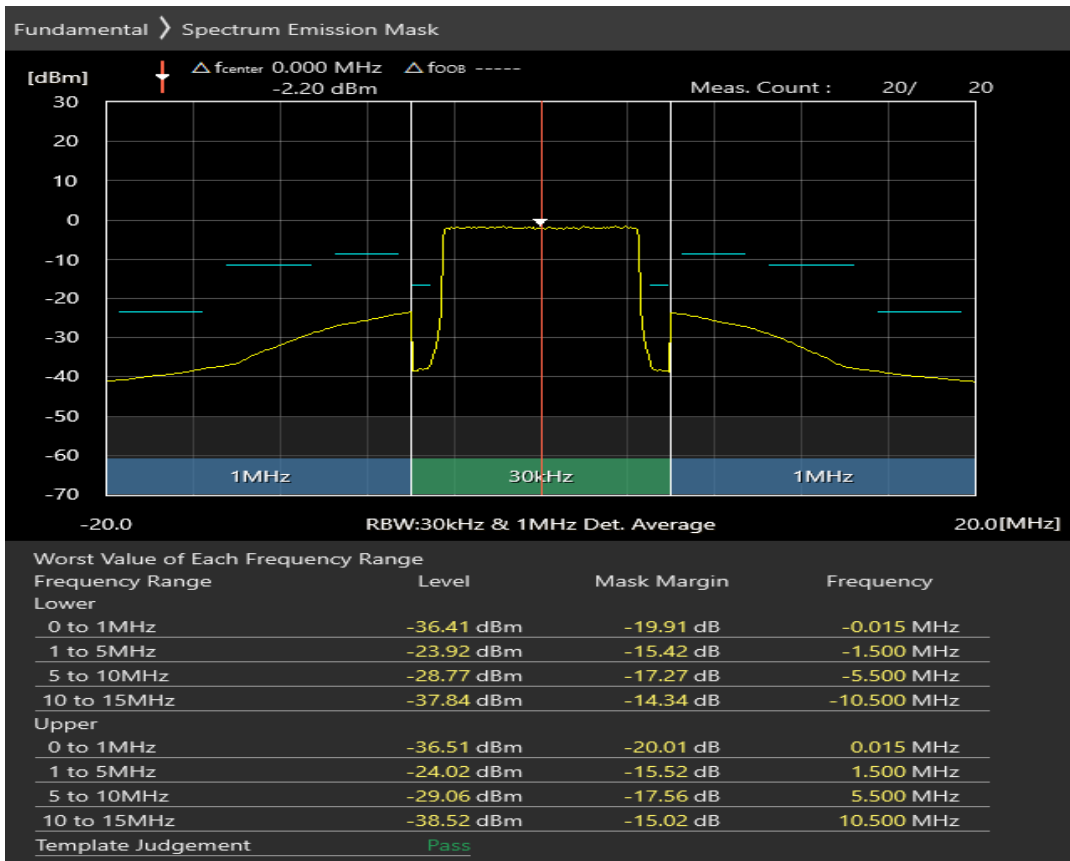 Fundamental ❯ Spectrum Emission Mask
[dBm] △ fcenter 0.000 MHz △ fOOB -----
-2.20 dBm Meas. Count : 20/ 20
30
20
10
0
-10
-20
-30
-40
-50
-60
1MHz 30kHz 1MHz
-70
-20.0 RBW:30kHz & 1MHz Det. Average 20.0[MHz]
Worst Value of Each Frequency Range
Frequency Range Level Mask Margin Frequency
Lower
0 to 1MHz -36.41 dBm -19.91 dB -0.015 MHz
1 to 5MHz -23.92 dBm -15.42 dB -1.500 MHz
5 to 10MHz -28.77 dBm -17.27 dB -5.500 MHz
10 to 15MHz -37.84 dBm -14.34 dB -10.500 MHz
Upper
0 to 1MHz -36.51 dBm -20.01 dB 0.015 MHz
1 to 5MHz -24.02 dBm -15.52 dB 1.500 MHz
5 to 10MHz -29.06 dBm -17.56 dB 5.500 MHz
10 to 15MHz -38.52 dBm -15.02 dB 10.500 MHz
Template Judgement Pass